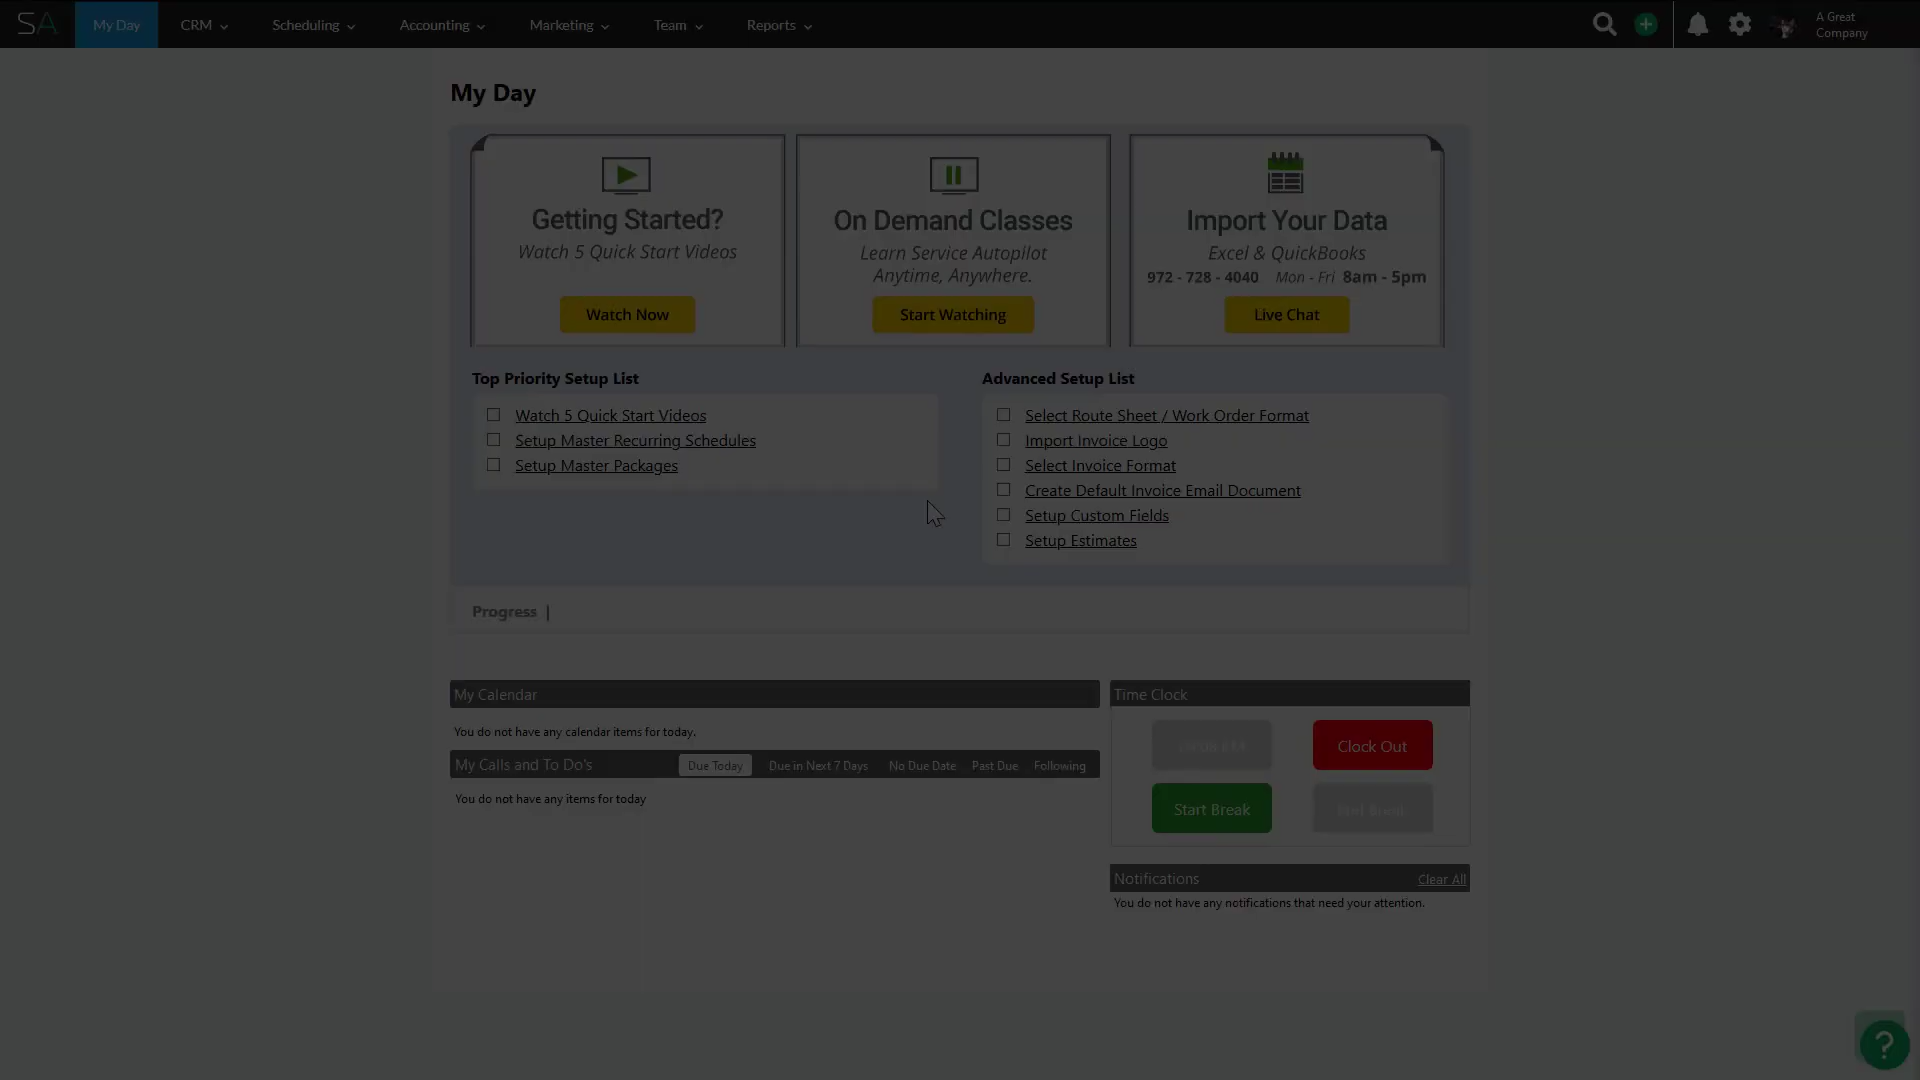 SA
My Day
CRM
Scheduling
Accounting
Marketing
Team
Reports
A Great
Company
My Day
Getting Started?
Watch 5 Quick Start Videos
Watch Now
On Demand Classes
Learn Service Autopilot
Anytime, Anywhere.
Start Watching
Import Your Data
Excel & QuickBooks
972 - 728 - 4040 Mon - Fri 8am - 5pm
Live Chat
Top Priority Setup List
Watch 5 Quick Start Videos
Setup Master Recurring Schedules
Setup Master Packages
Advanced Setup List
Select Route Sheet / Work Order Format
Import Invoice Logo
Select Invoice Format
Create Default Invoice Email Document
Setup Custom Fields
Setup Estimates
Progress |
My Calendar
You do not have any calendar items for today.
My Calls and To Do's
Due Today
Due in Next 7 Days
No Due Date
Past Due
Following
You do not have any items for today
Time Clock
Clock Out
Start Break
Notifications
Clear All
You do not have any notifications that need your attention.
?